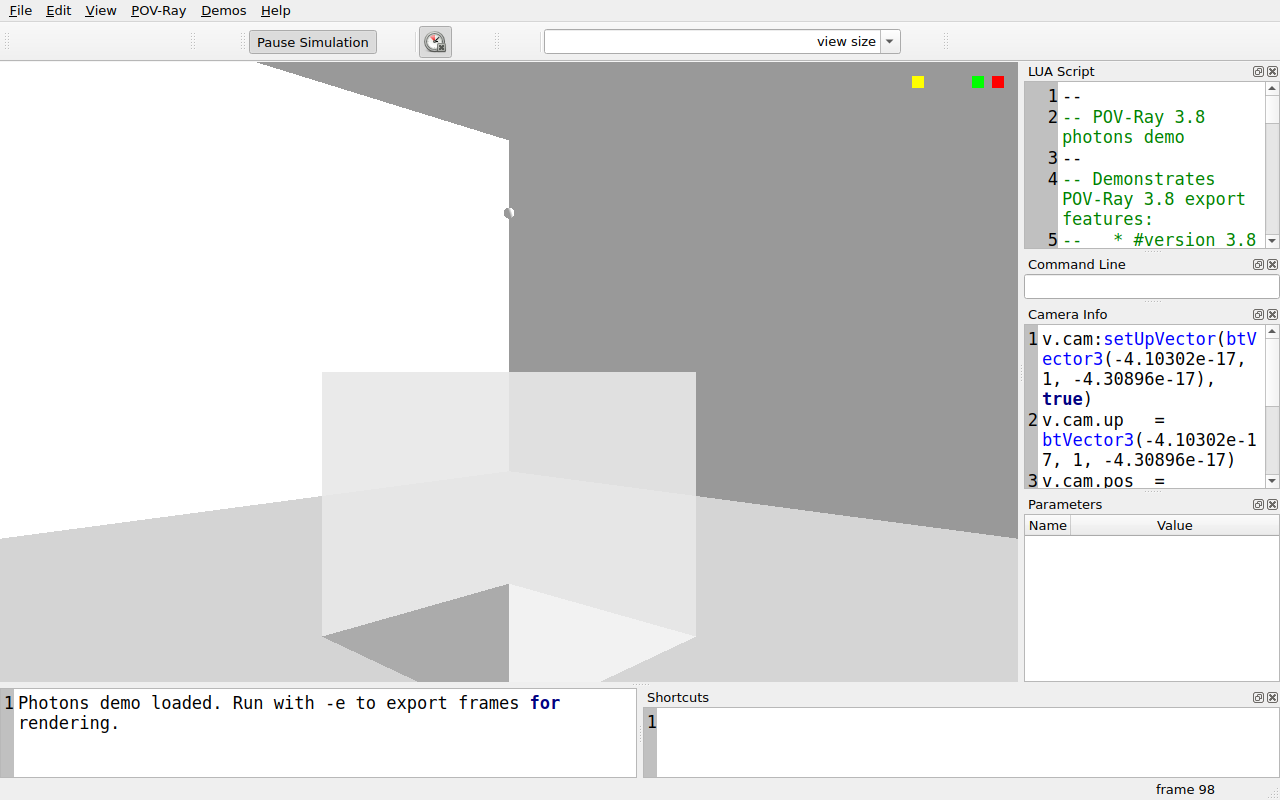 File Edit View POV-Ray Demos Help
Pause Simulation
view size
LUA Script
1 --
2 -- POV-Ray 3.8
photons demo
3 --
4 -- Demonstrates
POV-Ray 3.8 export
features:
5 --   * #version 3.8
Command Line
Camera Info
1 v.cam:setUpVector(btV
ector3(-4.10302e-17,
1, -4.30896e-17),
true)
2 v.cam.up   =
btVector3(-4.10302e-1
7, 1, -4.30896e-17)
3 v.cam.pos  =
Parameters
Name Value
1 Photons demo loaded. Run with -e to export frames for
rendering.
Shortcuts
1
frame 98